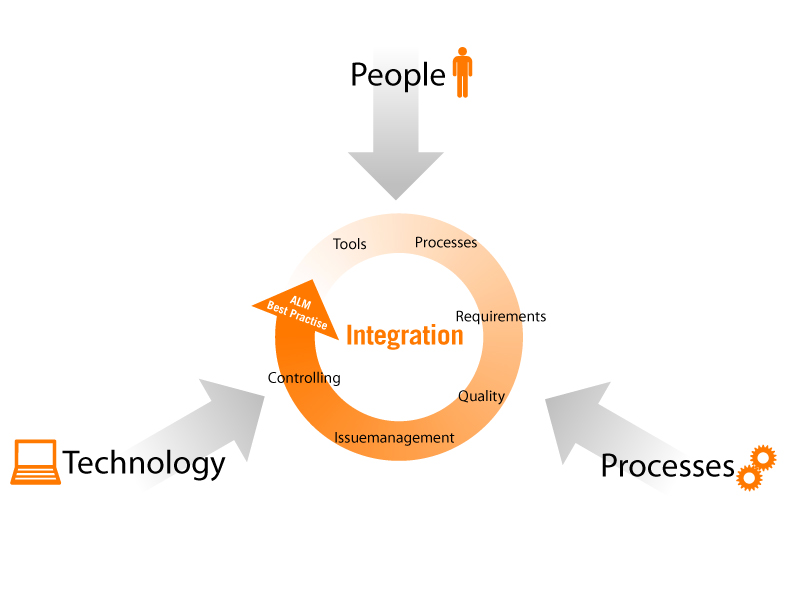 People
Tools
Processes
ALM
Best Practise
Requirements
Integration
Controlling
Quality
Issuemanagement
Technology
Processes